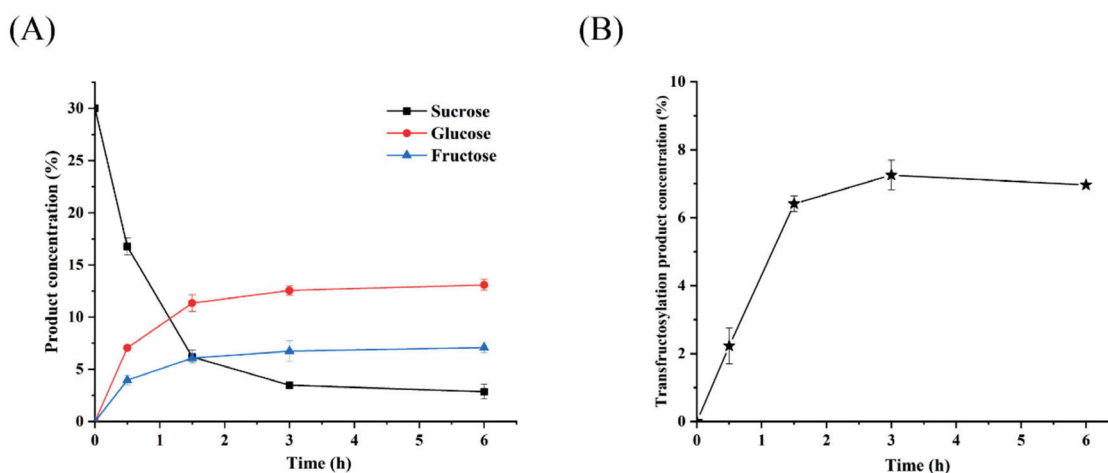 (A)
(B)
Product concentration (%)
30
25
20
15
10
5
0
Sucrose
Glucose
Fructose
0 1 2 3 4 5 6
Time (h)
Transfructosylation product concentration (%)
10
8
6
4
2
0
0 1 2 3 4 5 6
Time (h)